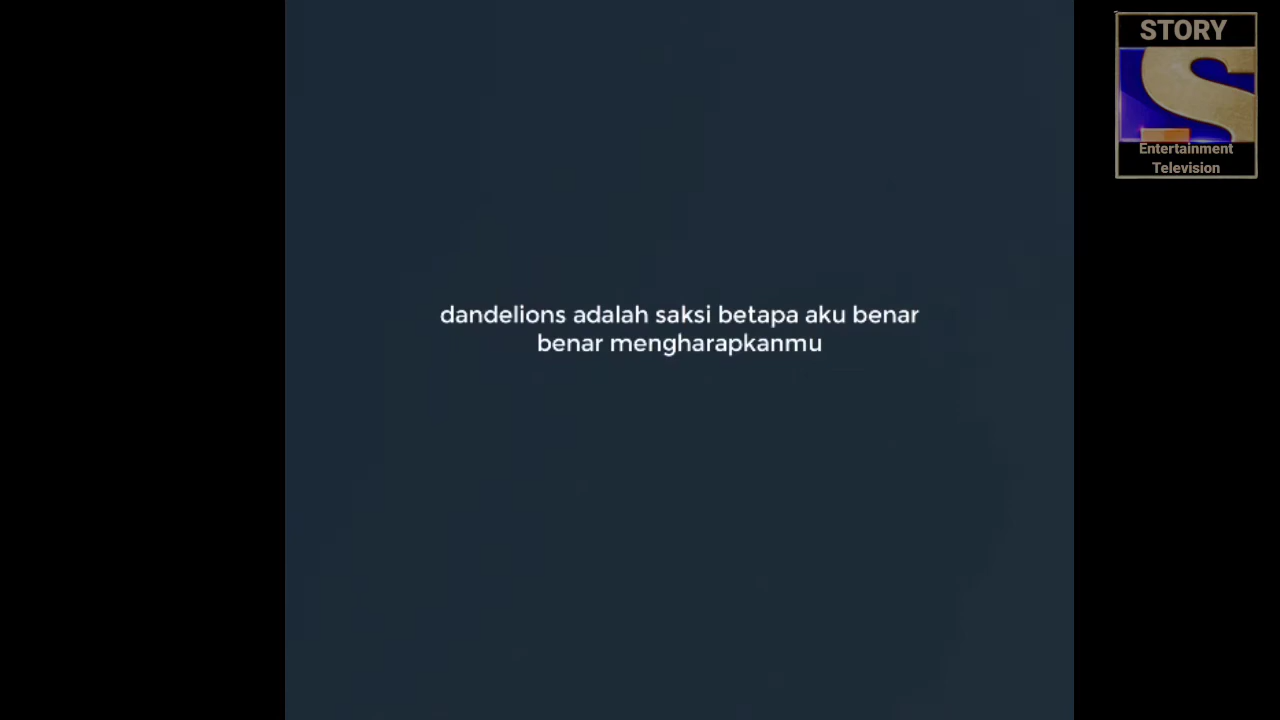 STORY
Entertainment
Television
dandelions adalah saksi betapa aku benar
benar mengharapkanmu